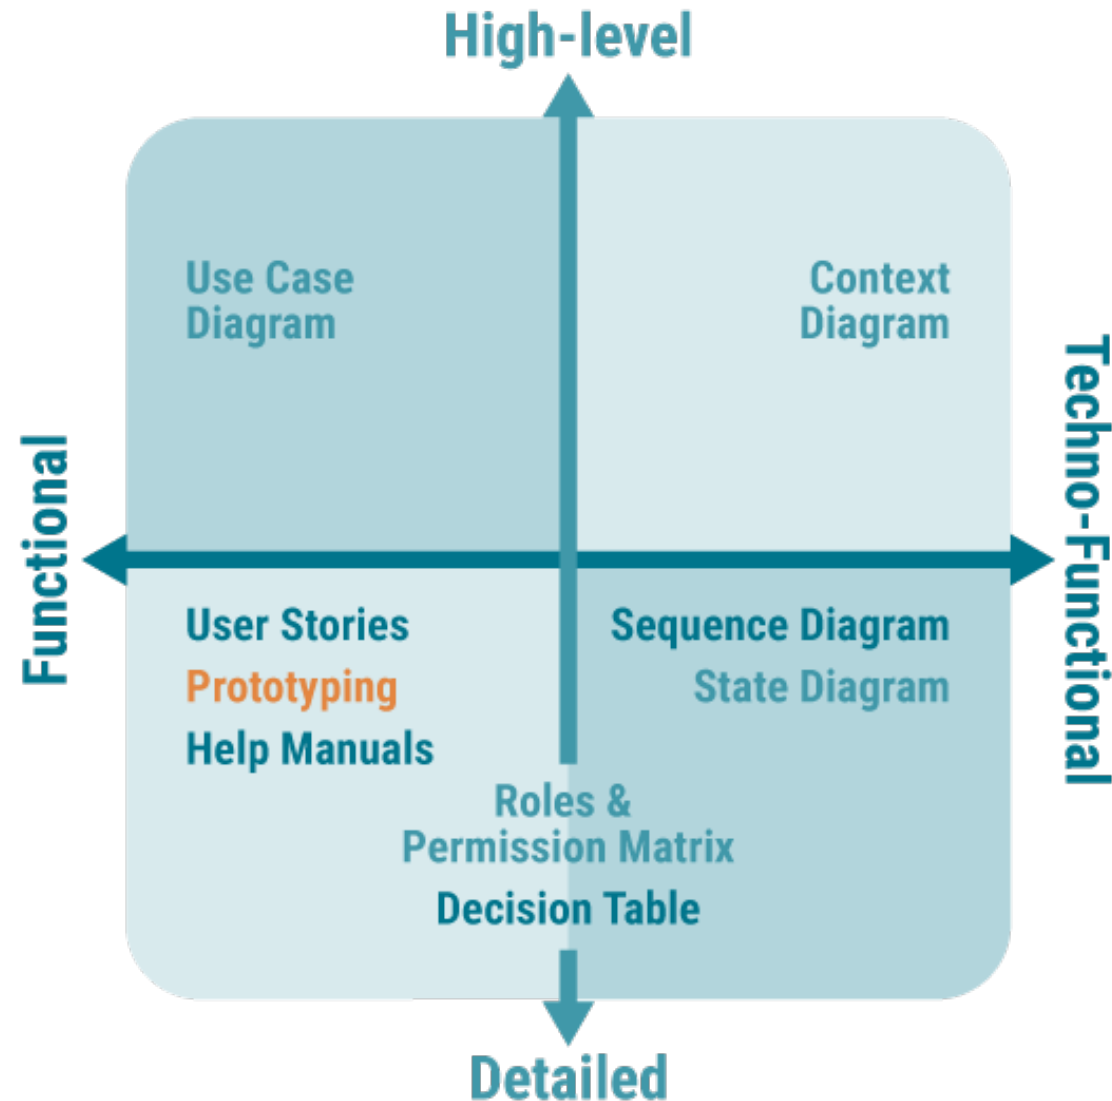 High-level
Use Case
Diagram
Context
Diagram
Functional
Techno-Functional
User Stories
Prototyping
Help Manuals
Sequence Diagram
State Diagram
Roles &
Permission Matrix
Decision Table
Detailed